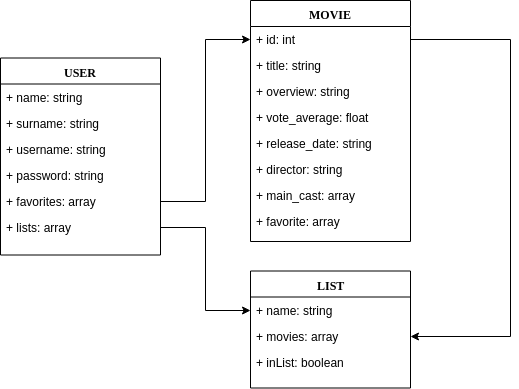 USER
+ name: string
+ surname: string
+ username: string
+ password: string
+ favorites: array
+ lists: array
MOVIE
+ id: int
+ title: string
+ overview: string
+ vote_average: float
+ release_date: string
+ director: string
+ main_cast: array
+ favorite: array
LIST
+ name: string
+ movies: array
+ inList: boolean